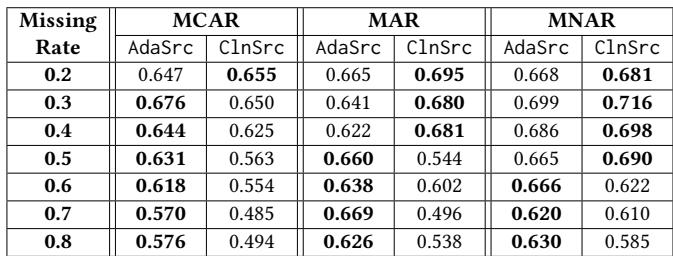 Missing MCAR MAR MNAR
Rate AdaSrc ClnSrc AdaSrc ClnSrc AdaSrc ClnSrc
0.2 0.647 0.655 0.665 0.695 0.668 0.681
0.3 0.676 0.650 0.641 0.680 0.699 0.716
0.4 0.644 0.625 0.622 0.681 0.686 0.698
0.5 0.631 0.563 0.660 0.544 0.665 0.690
0.6 0.618 0.554 0.638 0.602 0.666 0.622
0.7 0.570 0.485 0.669 0.496 0.620 0.610
0.8 0.576 0.494 0.626 0.538 0.630 0.585